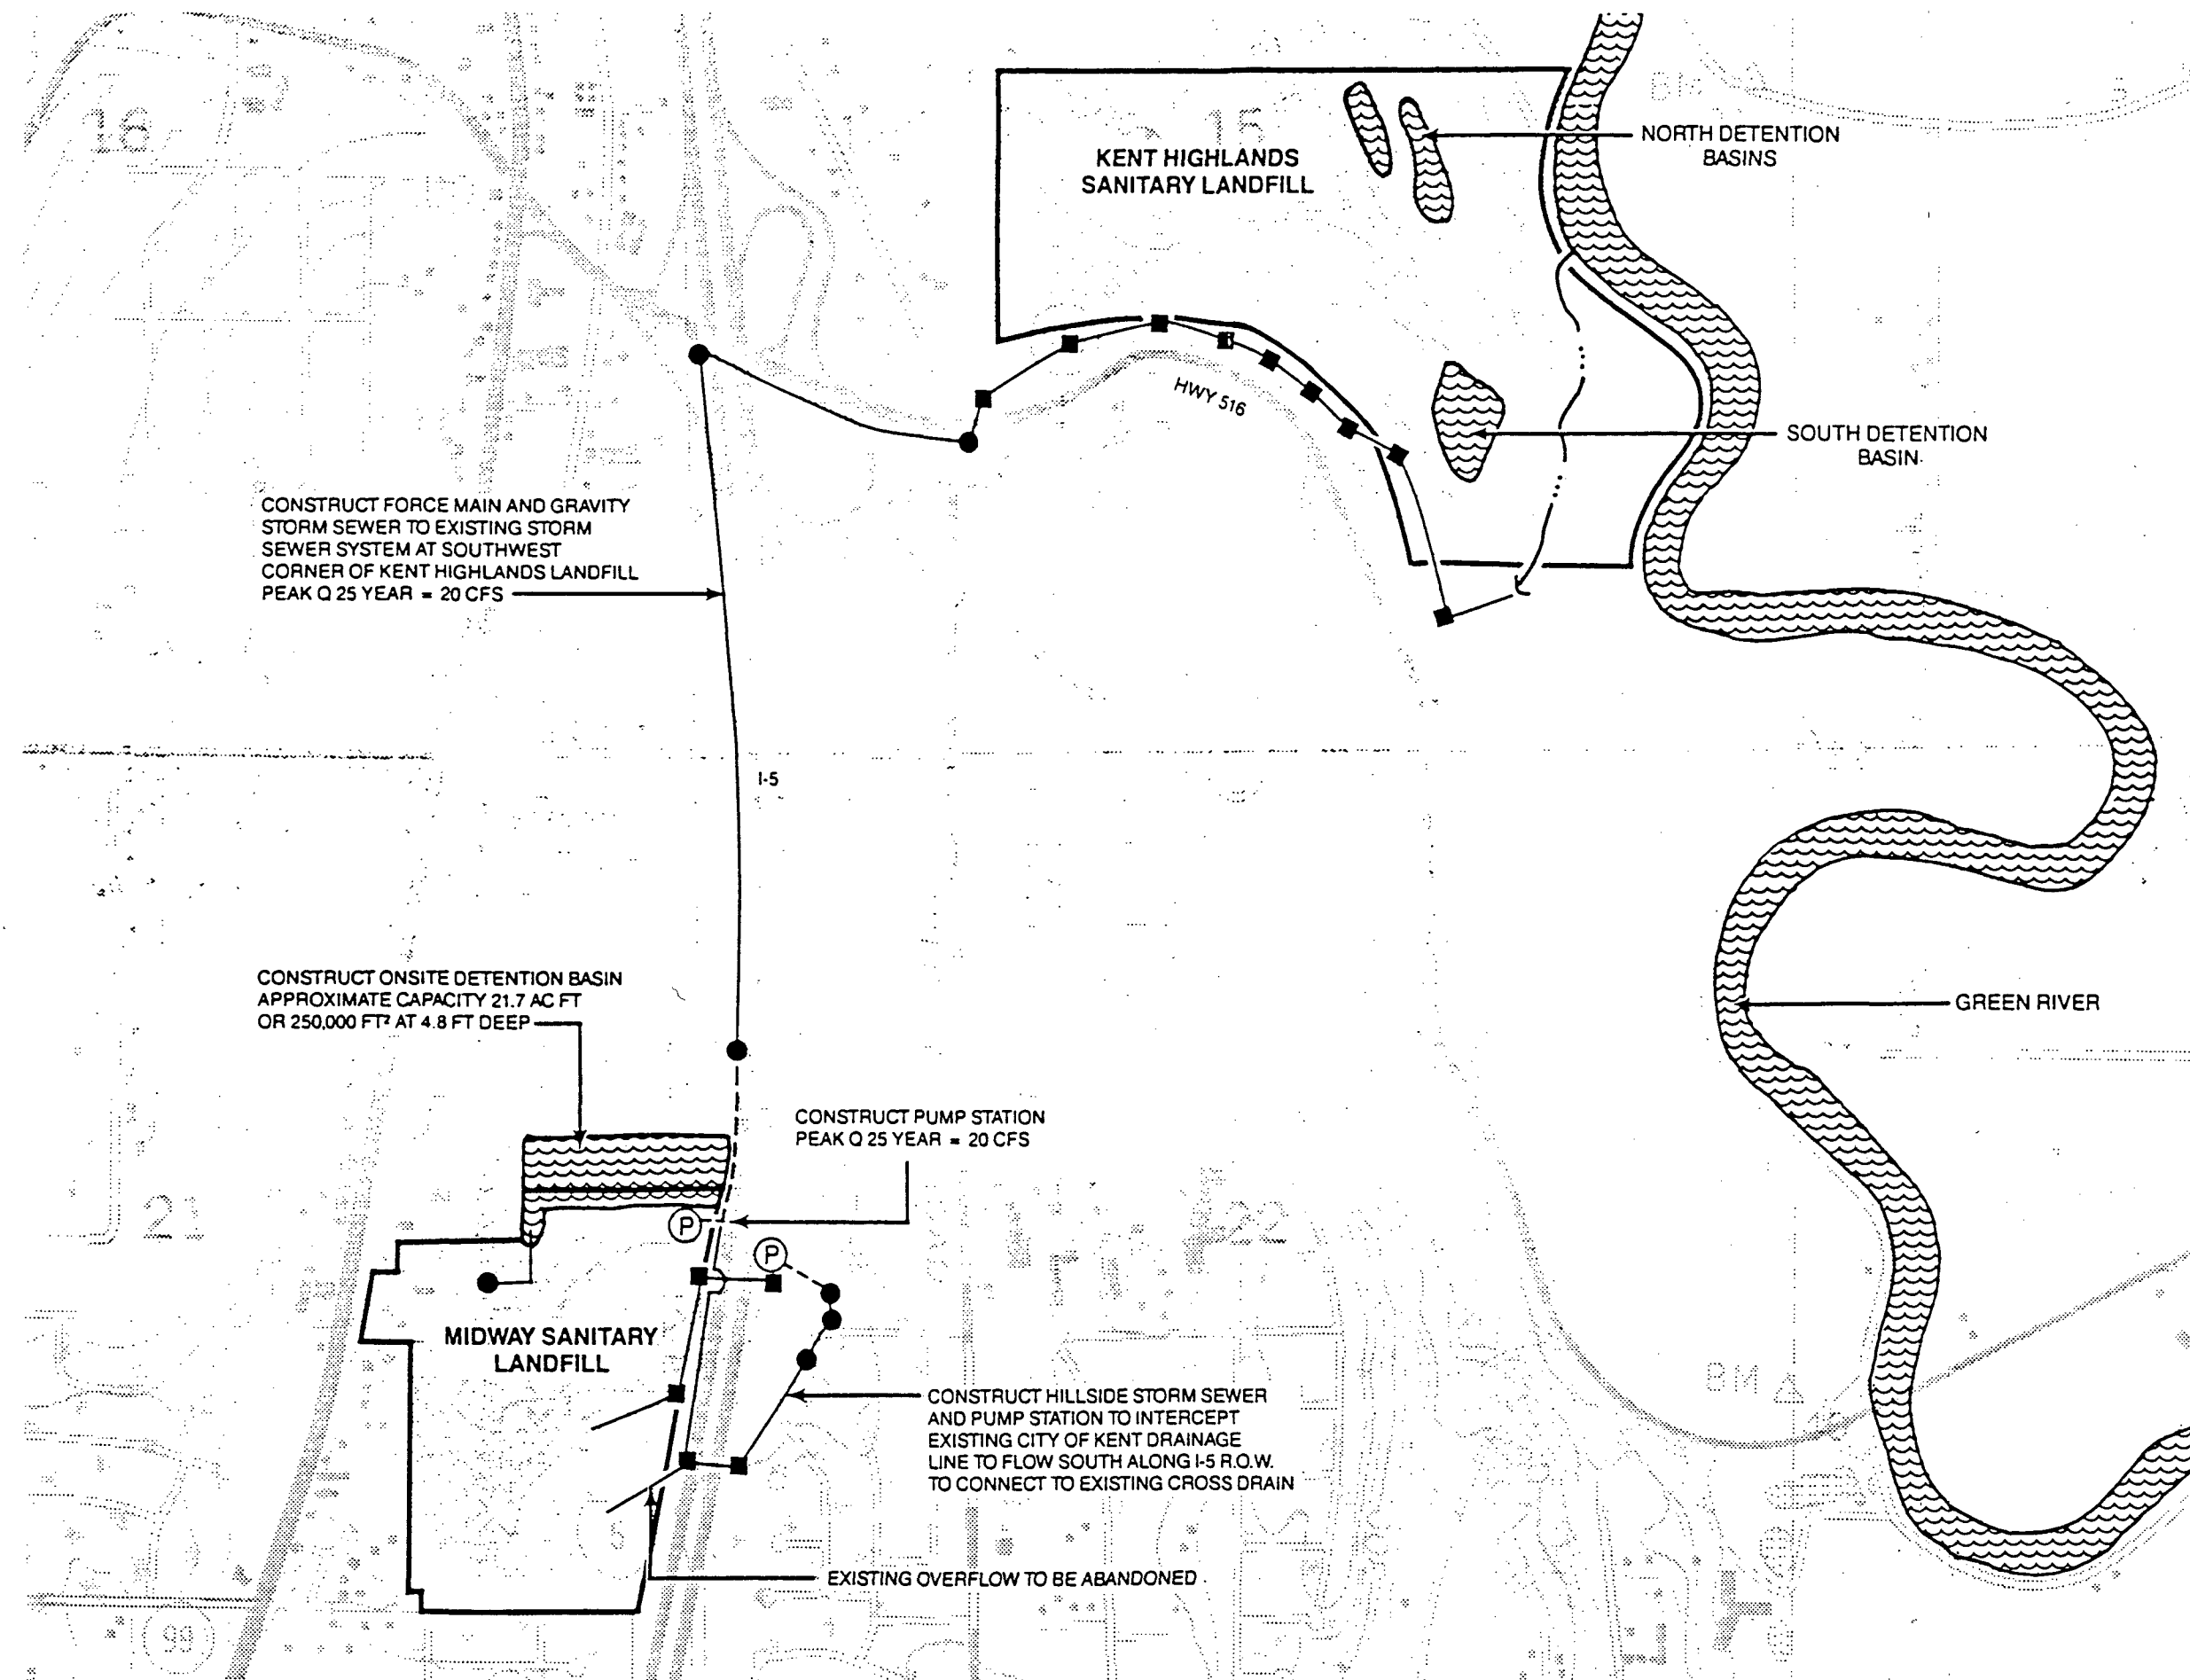 16
15
BM
NORTH DETENTION
BASINS
KENT HIGHLANDS
SANITARY LANDFILL
HWY 516
SOUTH DETENTION
BASIN
CONSTRUCT FORCE MAIN AND GRAVITY
STORM SEWER TO EXISTING STORM
SEWER SYSTEM AT SOUTHWEST
CORNER OF KENT HIGHLANDS LANDFILL
PEAK Q 25 YEAR = 20 CFS
I-5
CONSTRUCT ONSITE DETENTION BASIN
APPROXIMATE CAPACITY 21.7 AC FT
OR 250,000 FT² AT 4.8 FT DEEP
GREEN RIVER
CONSTRUCT PUMP STATION
PEAK Q 25 YEAR = 20 CFS
21
22
P
P
MIDWAY SANITARY
LANDFILL
BM
CONSTRUCT HILLSIDE STORM SEWER
AND PUMP STATION TO INTERCEPT
EXISTING CITY OF KENT DRAINAGE
LINE TO FLOW SOUTH ALONG I-5 R.O.W.
TO CONNECT TO EXISTING CROSS DRAIN
5
EXISTING OVERFLOW TO BE ABANDONED
99